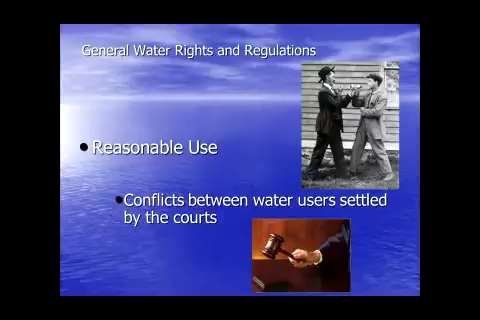 General Water Rights and Regulations
• Reasonable Use
• Conflicts between water users settled
by the courts